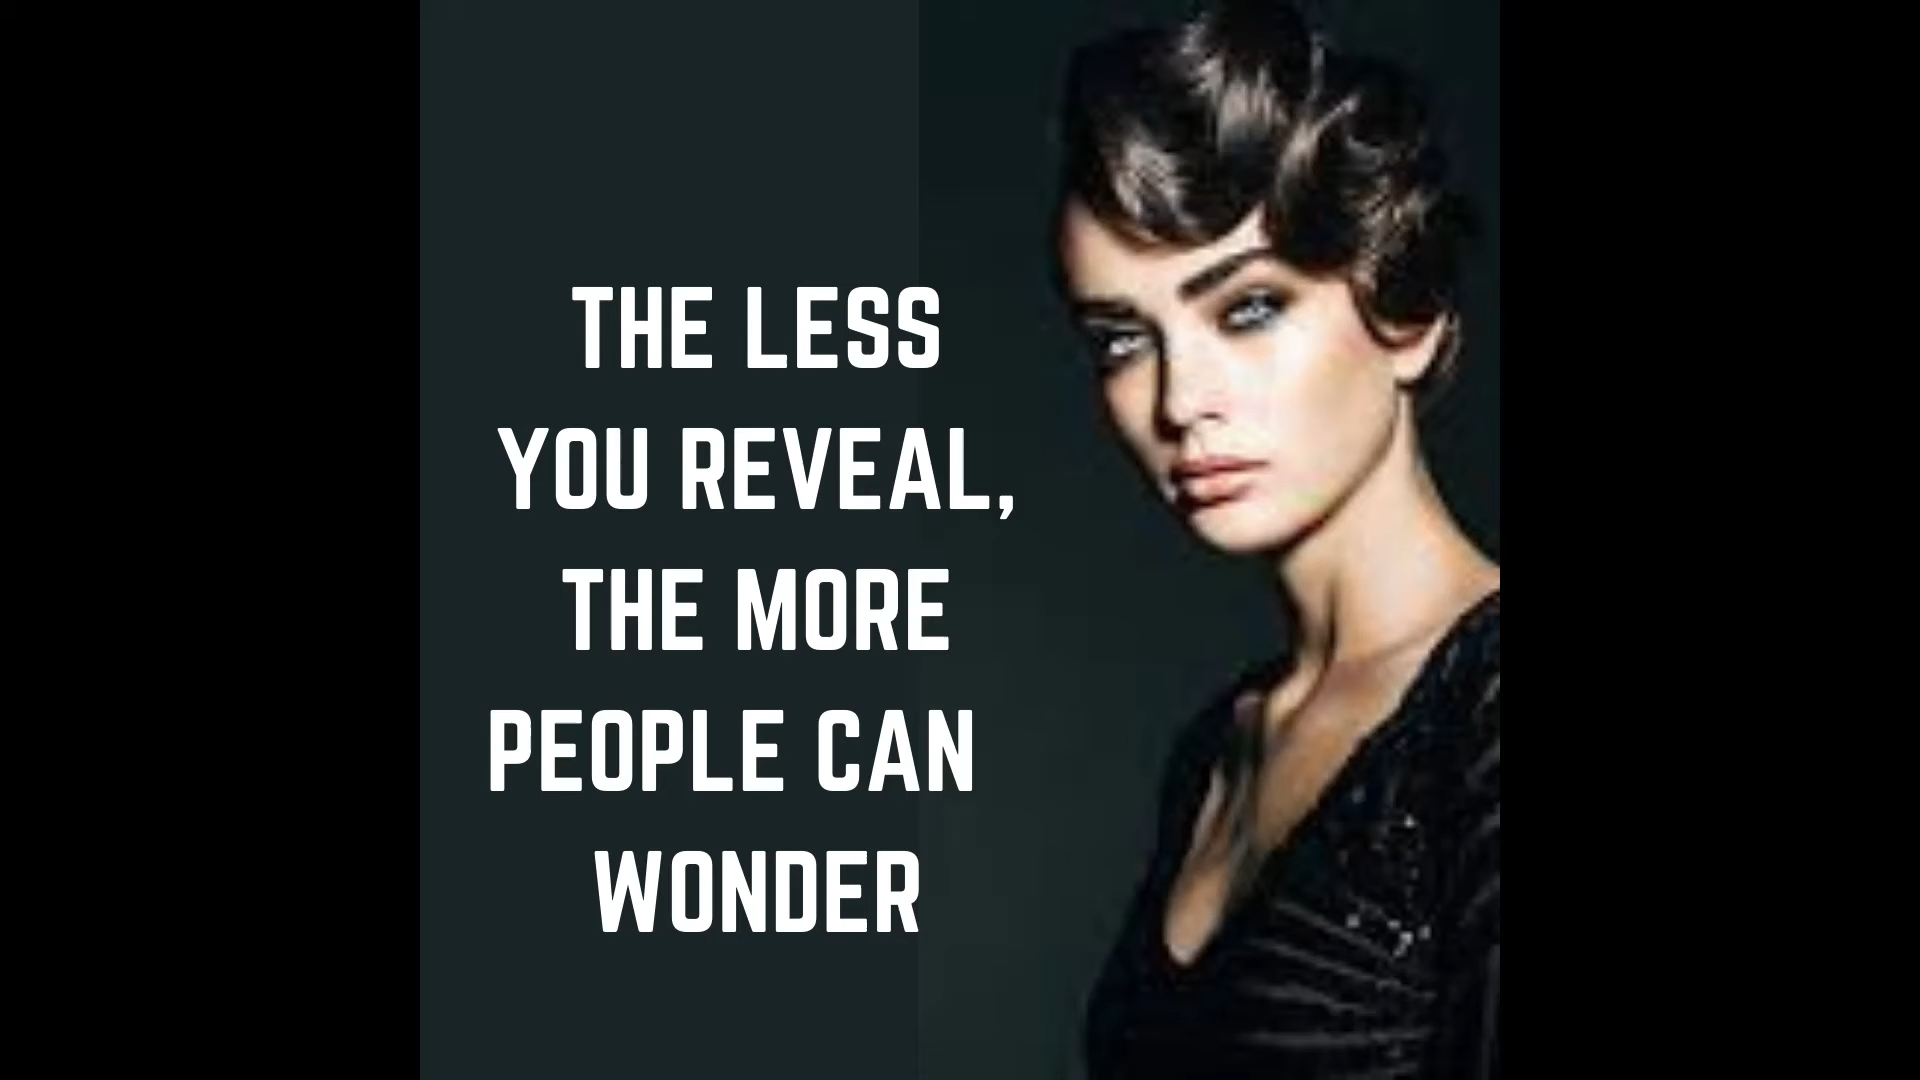 THE LESS
YOU REVEAL,
THE MORE
PEOPLE CAN
WONDER